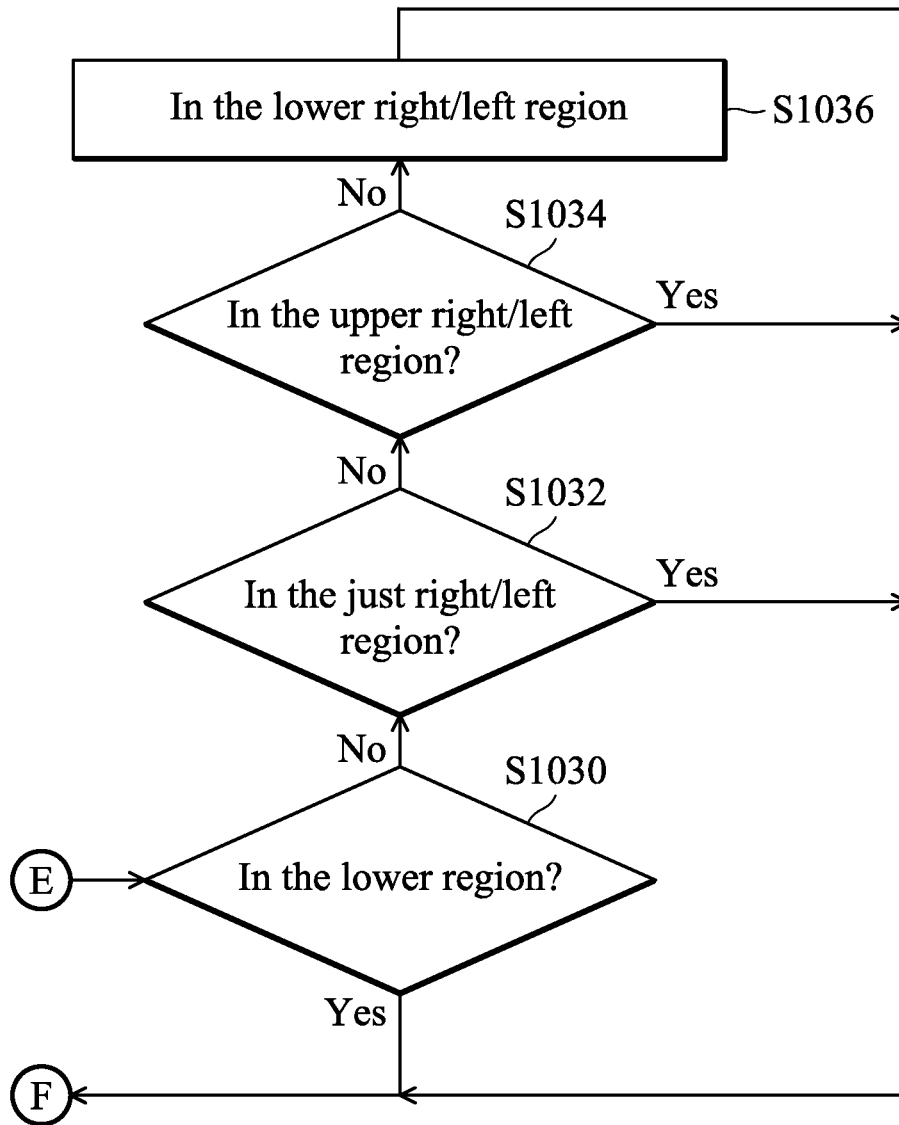 In the lower right/left region
S1036
No
S1034
In the upper right/left
region?
Yes
No
S1032
In the just right/left
region?
Yes
No
S1030
E
In the lower region?
Yes
F